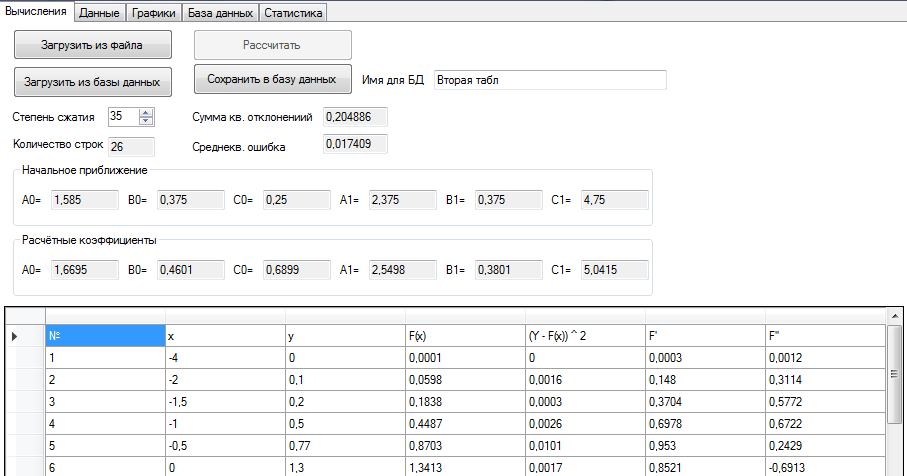 Вычисления Данные Графики База данных Статистика
Загрузить из файла Рассчитать
Загрузить из базы данных Сохранить в базу данных Имя для БД Вторая табл
Степень сжатия 35 Сумма кв. отклонениий 0,204886
Количество строк 26 Среднекв. ошибка 0,017409
Начальное приближение
A0= 1,585 B0= 0,375 C0= 0,25 A1= 2,375 B1= 0,375 C1= 4,75
Расчётные коэффициенты
A0= 1,6695 B0= 0,4601 C0= 0,6899 A1= 2,5498 B1= 0,3801 C1= 5,0415
№ x y F(x) (Y - F(x)) ^ 2 F' F''
1 -4 0 0,0001 0 0,0003 0,0012
2 -2 0,1 0,0598 0,0016 0,148 0,3114
3 -1,5 0,2 0,1838 0,0003 0,3704 0,5772
4 -1 0,5 0,4487 0,0026 0,6978 0,6722
5 -0,5 0,77 0,8703 0,0101 0,953 0,2429
6 0 1,3 1,3413 0,0017 0,8521 -0,6913